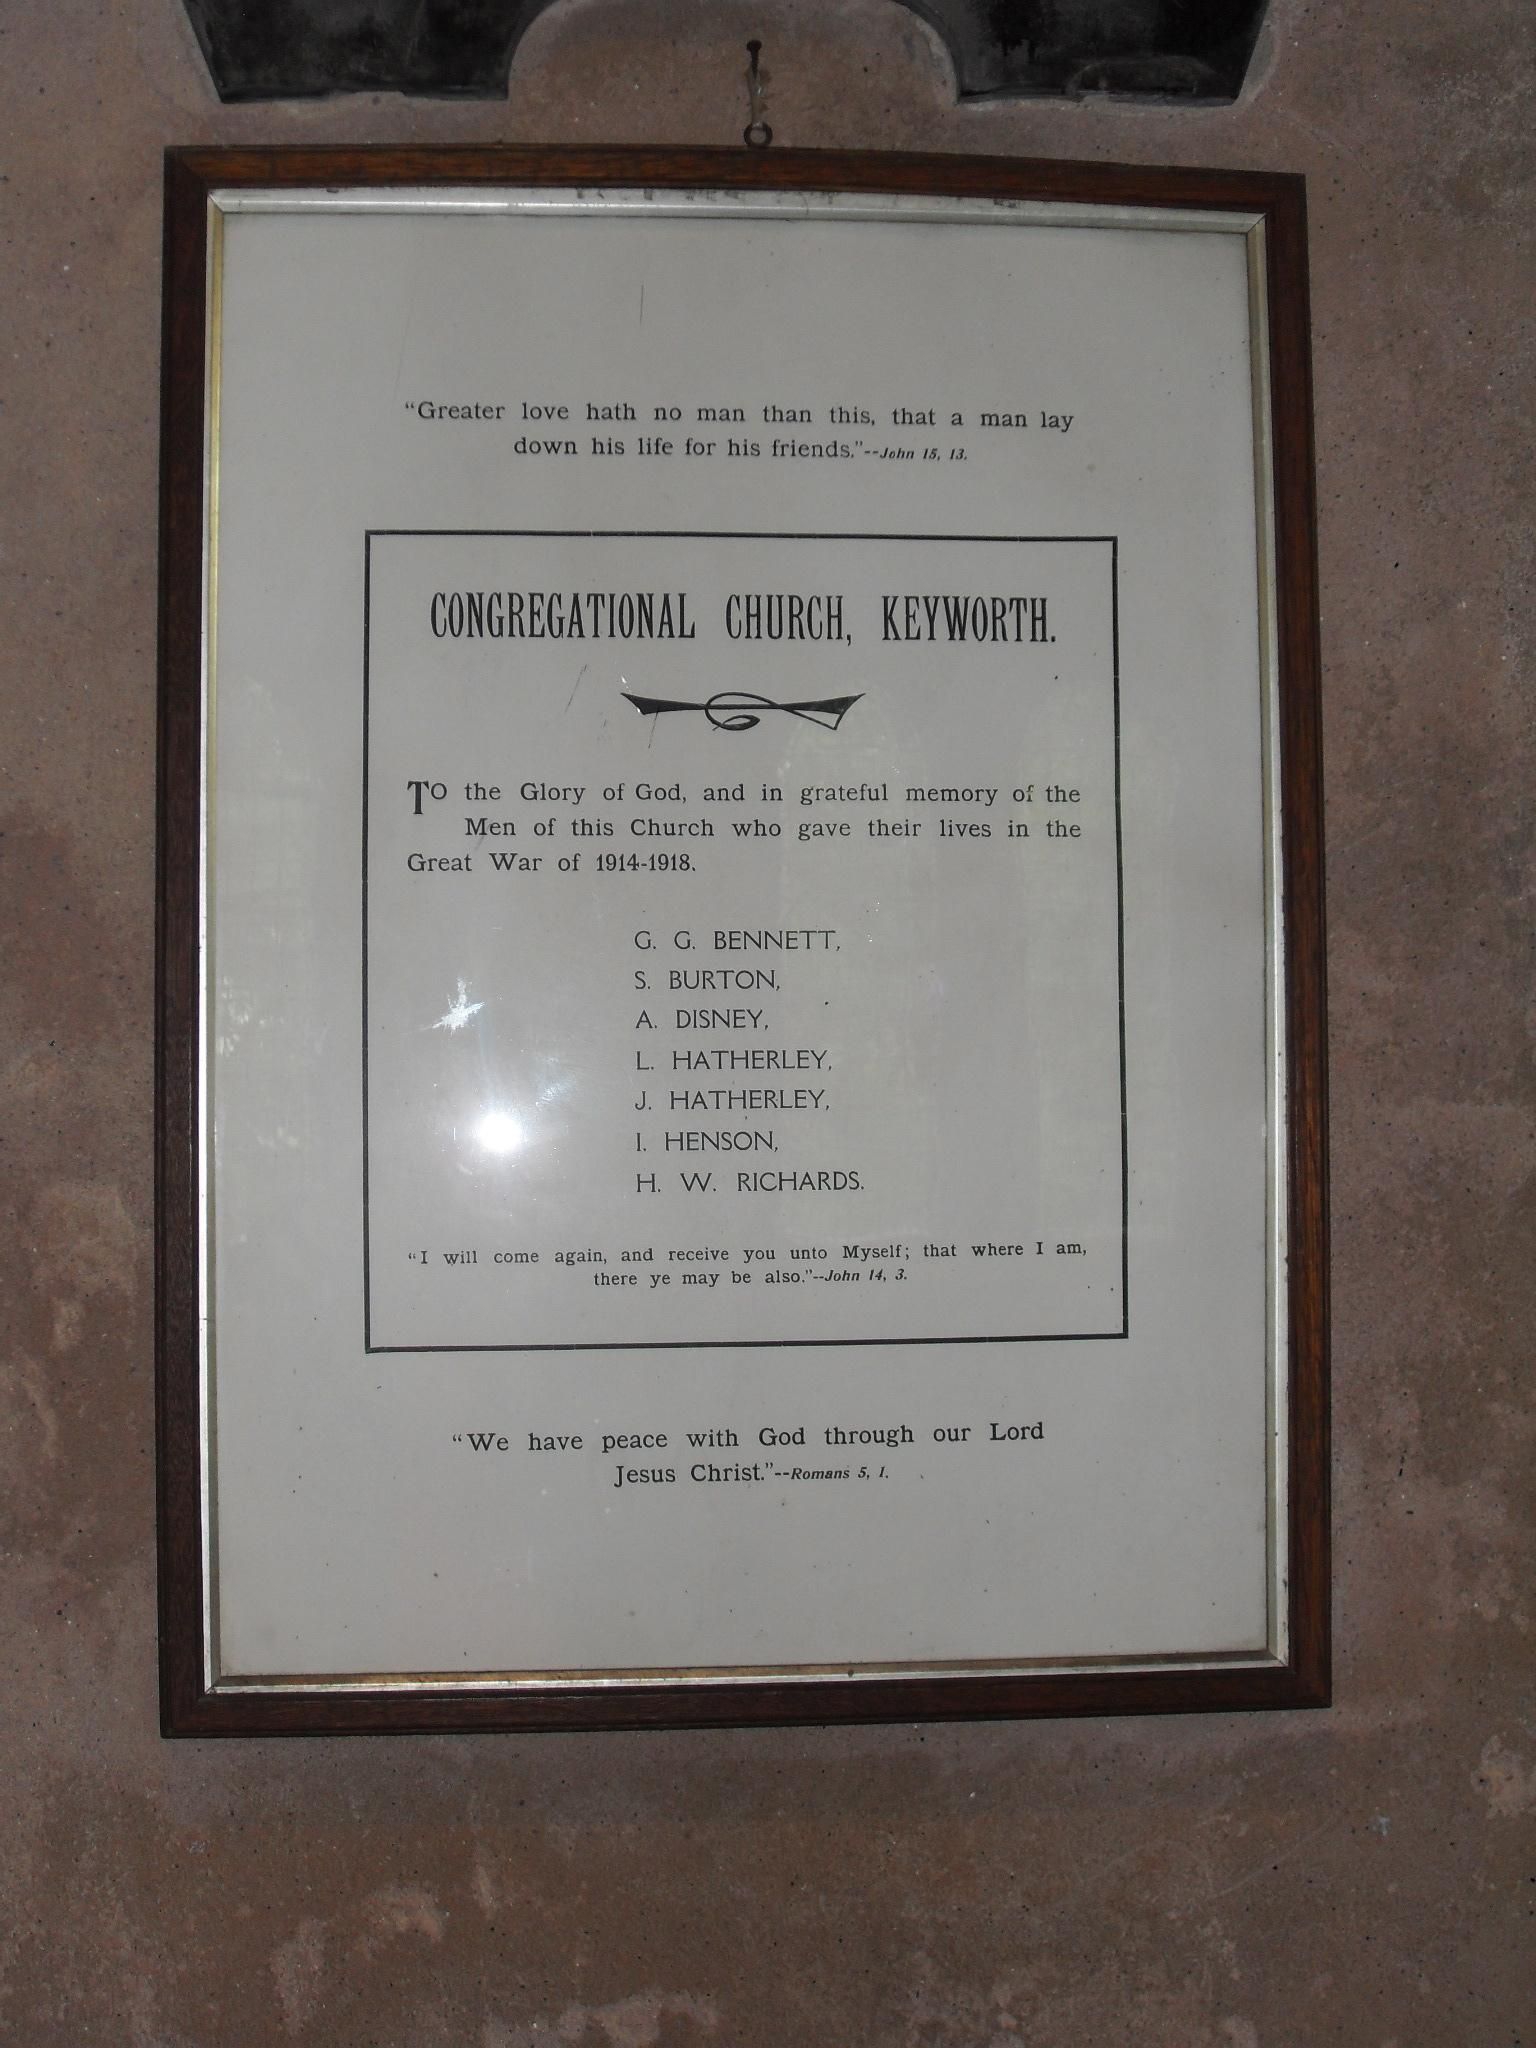 “Greater love hath no man than this, that a man lay
down his life for his friends.”--John 15, 13.
CONGREGATIONAL CHURCH, KEYWORTH.
TO the Glory of God, and in grateful memory of the
Men of this Church who gave their lives in the
Great War of 1914-1918.
G. G. BENNETT,
S. BURTON,
A. DISNEY,
L. HATHERLEY,
J. HATHERLEY,
I. HENSON,
H. W. RICHARDS.
“I will come again, and receive you unto Myself; that where I am,
there ye may be also.”--John 14, 3.
“We have peace with God through our Lord
Jesus Christ.”--Romans 5, 1.